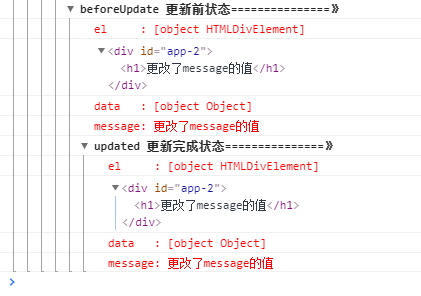 ▼ beforeUpdate 更新前状态===============》
el     : [object HTMLDivElement]
▼<div id="app-2">
<h1>更改了message的值</h1>
</div>
data   : [object Object]
message: 更改了message的值
▼ updated 更新完成状态===============》
el     : [object HTMLDivElement]
▼<div id="app-2">
<h1>更改了message的值</h1>
</div>
data   : [object Object]
message: 更改了message的值
>